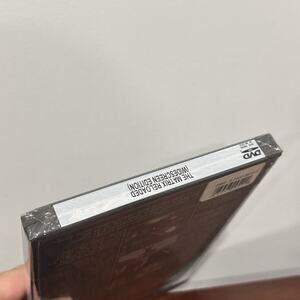 THE MATRIX RELOADED
(WIDESCREEN EDITION)
DVD